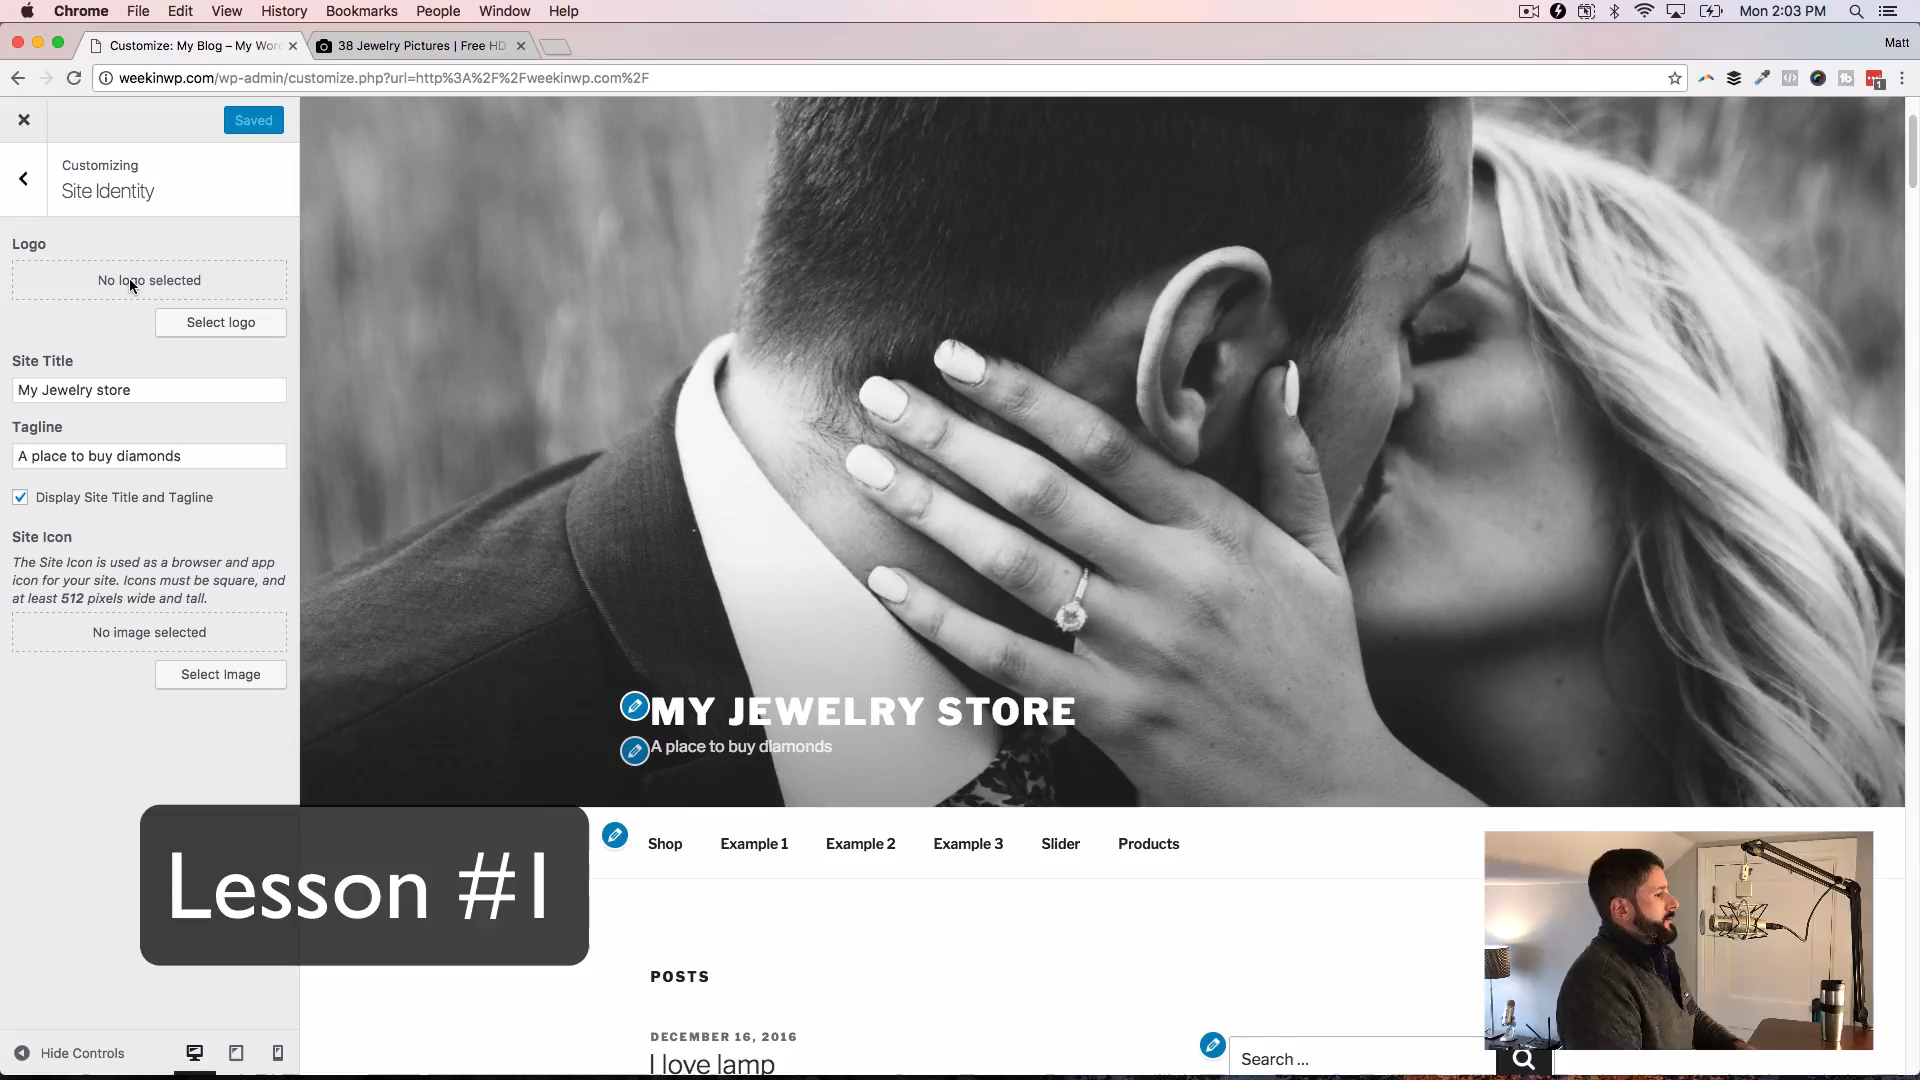 Chrome File Edit View History Bookmarks People Window Help
Mon 2:03 PM
Customize: My Blog – My Wor
38 Jewelry Pictures | Free HD
Matt
weekinwp.com/wp-admin/customize.php?url=http%3A%2F%2Fweekinwp.com%2F
1
Saved
Customizing
Site Identity
Logo
No logo selected
Select logo
Site Title
My Jewelry store
Tagline
A place to buy diamonds
Display Site Title and Tagline
Site Icon
The Site Icon is used as a browser and app
icon for your site. Icons must be square, and
at least 512 pixels wide and tall.
No image selected
Select Image
Hide Controls
MY JEWELRY STORE
A place to buy diamonds
Shop Example 1 Example 2 Example 3 Slider Products
Lesson #1
POSTS
DECEMBER 16, 2016
I love lamp
Search ...